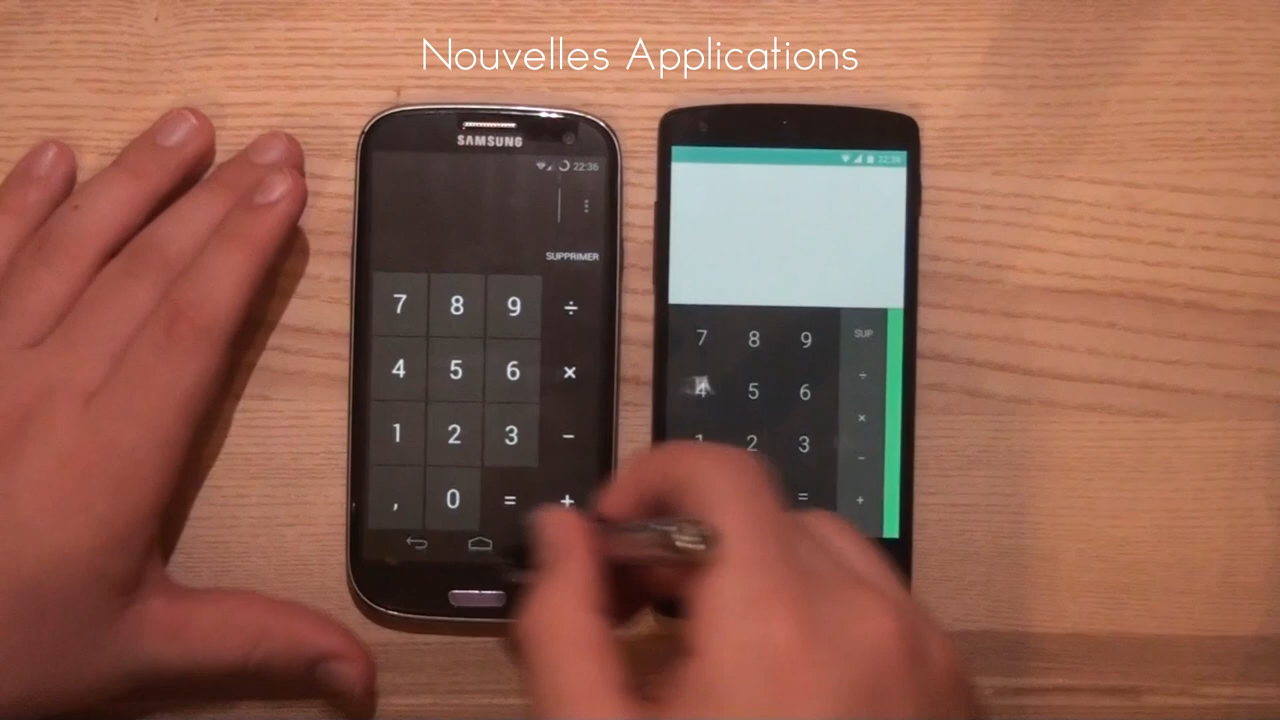 Nouvelles Applications
SAMSUNG
22:36
22:36
SUPPRIMER
7 8 9 ÷
4 5 6 ×
1 2 3 −
, 0 = +
7 8 9 SUP
÷
4 5 6
×
1 2 3
−
= +